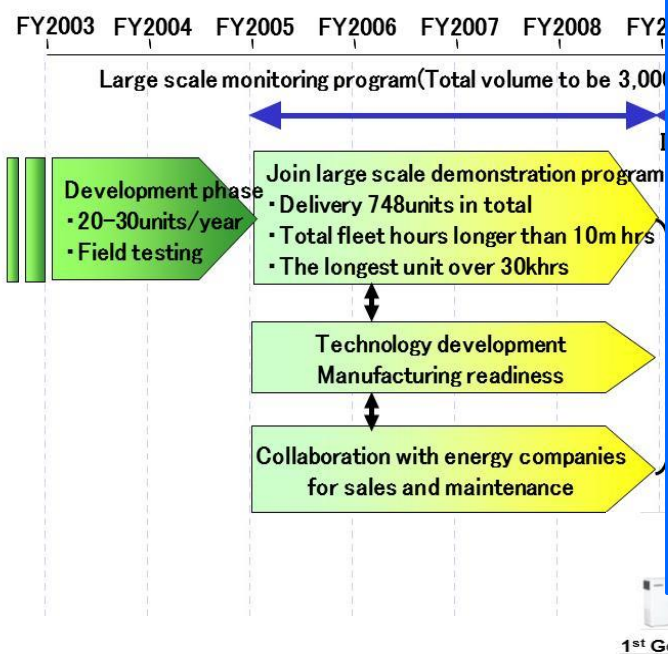 FY2003 FY2004 FY2005 FY2006 FY2007 FY2008
Large scale monitoring program(Total volume to be
Development phase
・20-30units/year
・Field testing
Join large scale demonstration program
・Delivery 748units in total
・Total fleet hours longer than 10m hrs
・The longest unit over 30khrs
Technology development
Manufacturing readiness
Collaboration with energy companies
for sales and maintenance
1st